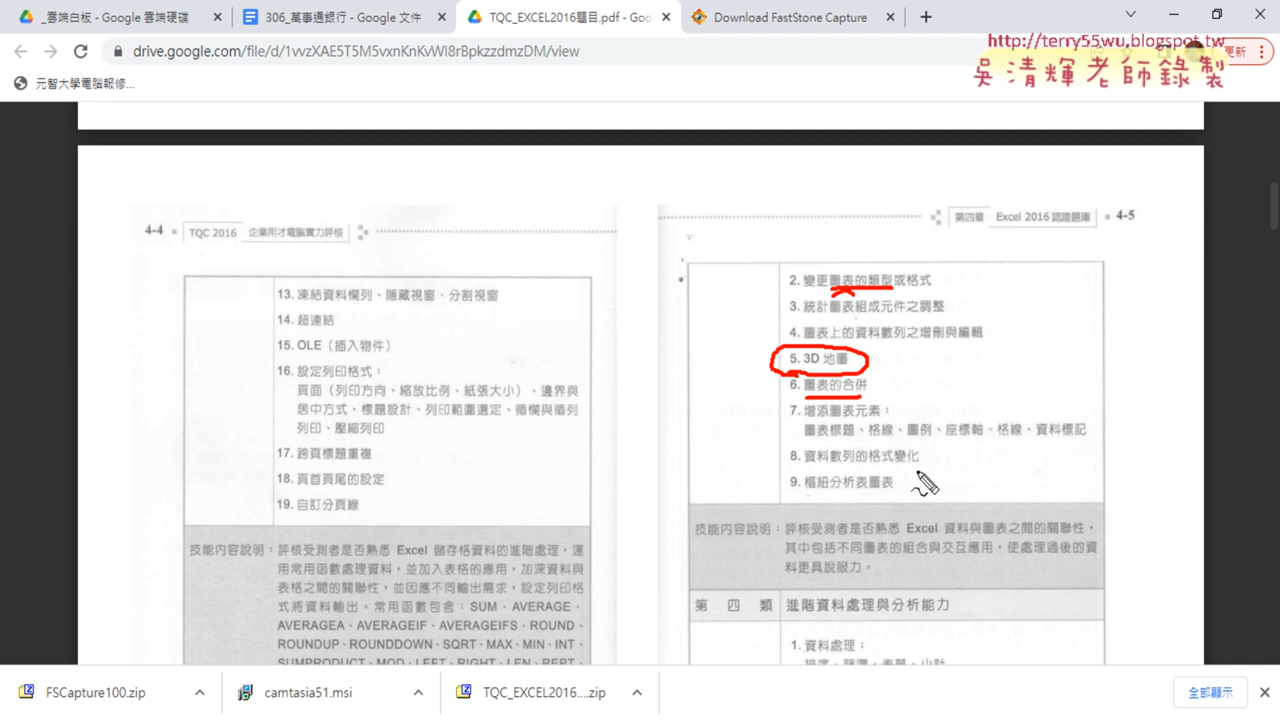 _雲端白板 - Google 雲端硬碟
306_萬事通銀行 - Google 文件
TQC_EXCEL2016題目.pdf - Goo
Download FastStone Capture
drive.google.com/file/d/1vvzXAE5T5M5vxnKnKvWl8rBpkzzdmzDM/view
更新
http://terry55wu.blogspot.tw
吳清輝老師錄製
元智大學電腦報修...
4-4 TQC 2016 企業用才電腦實力評核
13. 凍結資料欄列、隱藏視窗、分割視窗
14. 超連結
15. OLE（插入物件）
16. 設定列印格式：
頁面（列印方向、縮放比例、紙張大小）、邊界與
居中方式、標題設計、列印範圍選定、循欄與循列
列印、壓縮列印
17. 跨頁標題重複
18. 頁首頁尾的設定
19. 自訂分頁線
技能內容說明：評核受測者是否熟悉 Excel 儲存格資料的進階處理，運
用常用函數處理資料，並加入表格的應用，加深資料與
表格之間的關聯性，並因應不同輸出需求，設定列印格
式將資料輸出。常用函數包含：SUM、AVERAGE、
AVERAGEA、AVERAGEIF、AVERAGEIFS、ROUND、
ROUNDUP、ROUNDDOWN、SQRT、MAX、MIN、INT、
SUMPRODUCT、MOD、LEFT、RIGHT、LEN、REPT、
第四章 Excel 2016 認證題庫 4-5
2. 變更圖表的類型或格式
3. 統計圖表組成元件之調整
4. 圖表上的資料數列之增刪與編輯
5. 3D 地圖
6. 圖表的合併
7. 增添圖表元素：
圖表標題、格線、圖例、座標軸、格線、資料標記
8. 資料數列的格式變化
9. 樞紐分析表圖表
技能內容說明：評核受測者是否熟悉 Excel 資料與圖表之間的關聯性，
其中包括不同圖表的組合與交互應用，使處理過後的資
料更具說服力。
第四類 進階資料處理與分析能力
1. 資料處理：
排序、篩選、表單、小計
FSCapture100.zip
camtasia51.msi
TQC_EXCEL2016....zip
全部顯示